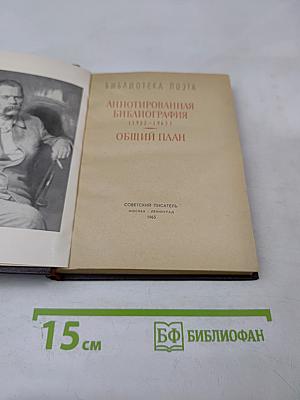 БИБЛИОТЕКА ПОЭТА
АННОТИРОВАННАЯ
БИБЛИОГРАФИЯ
(1933-1965)
ОБЩИЙ ПЛАН
СОВЕТСКИЙ ПИСАТЕЛЬ
МОСКВА · ЛЕНИНГРАД
1965
15 см
БФ БИБЛИОФАН